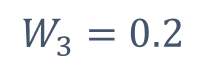 W₃ = 0.2